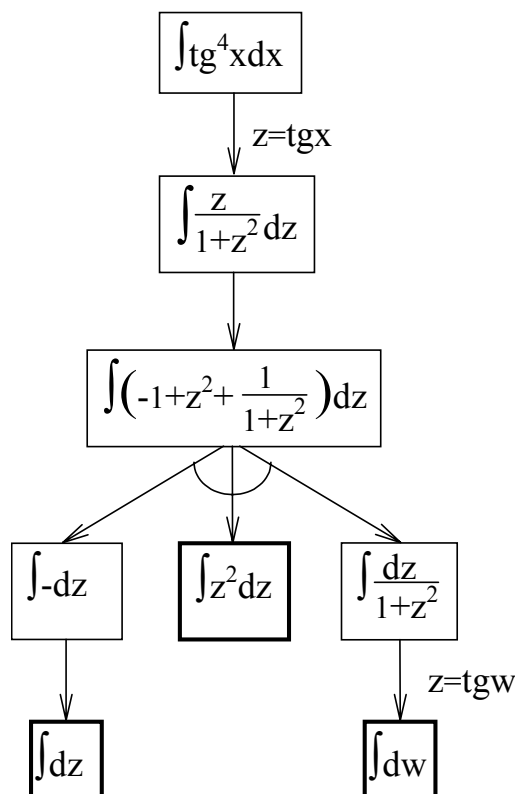 ∫tg⁴xdx
z=tgx
∫ z/(1+z²) dz
∫(-1+z²+ 1/(1+z²) )dz
∫-dz ∫z²dz ∫ dz/(1+z²)
z=tgw
∫dz ∫dw